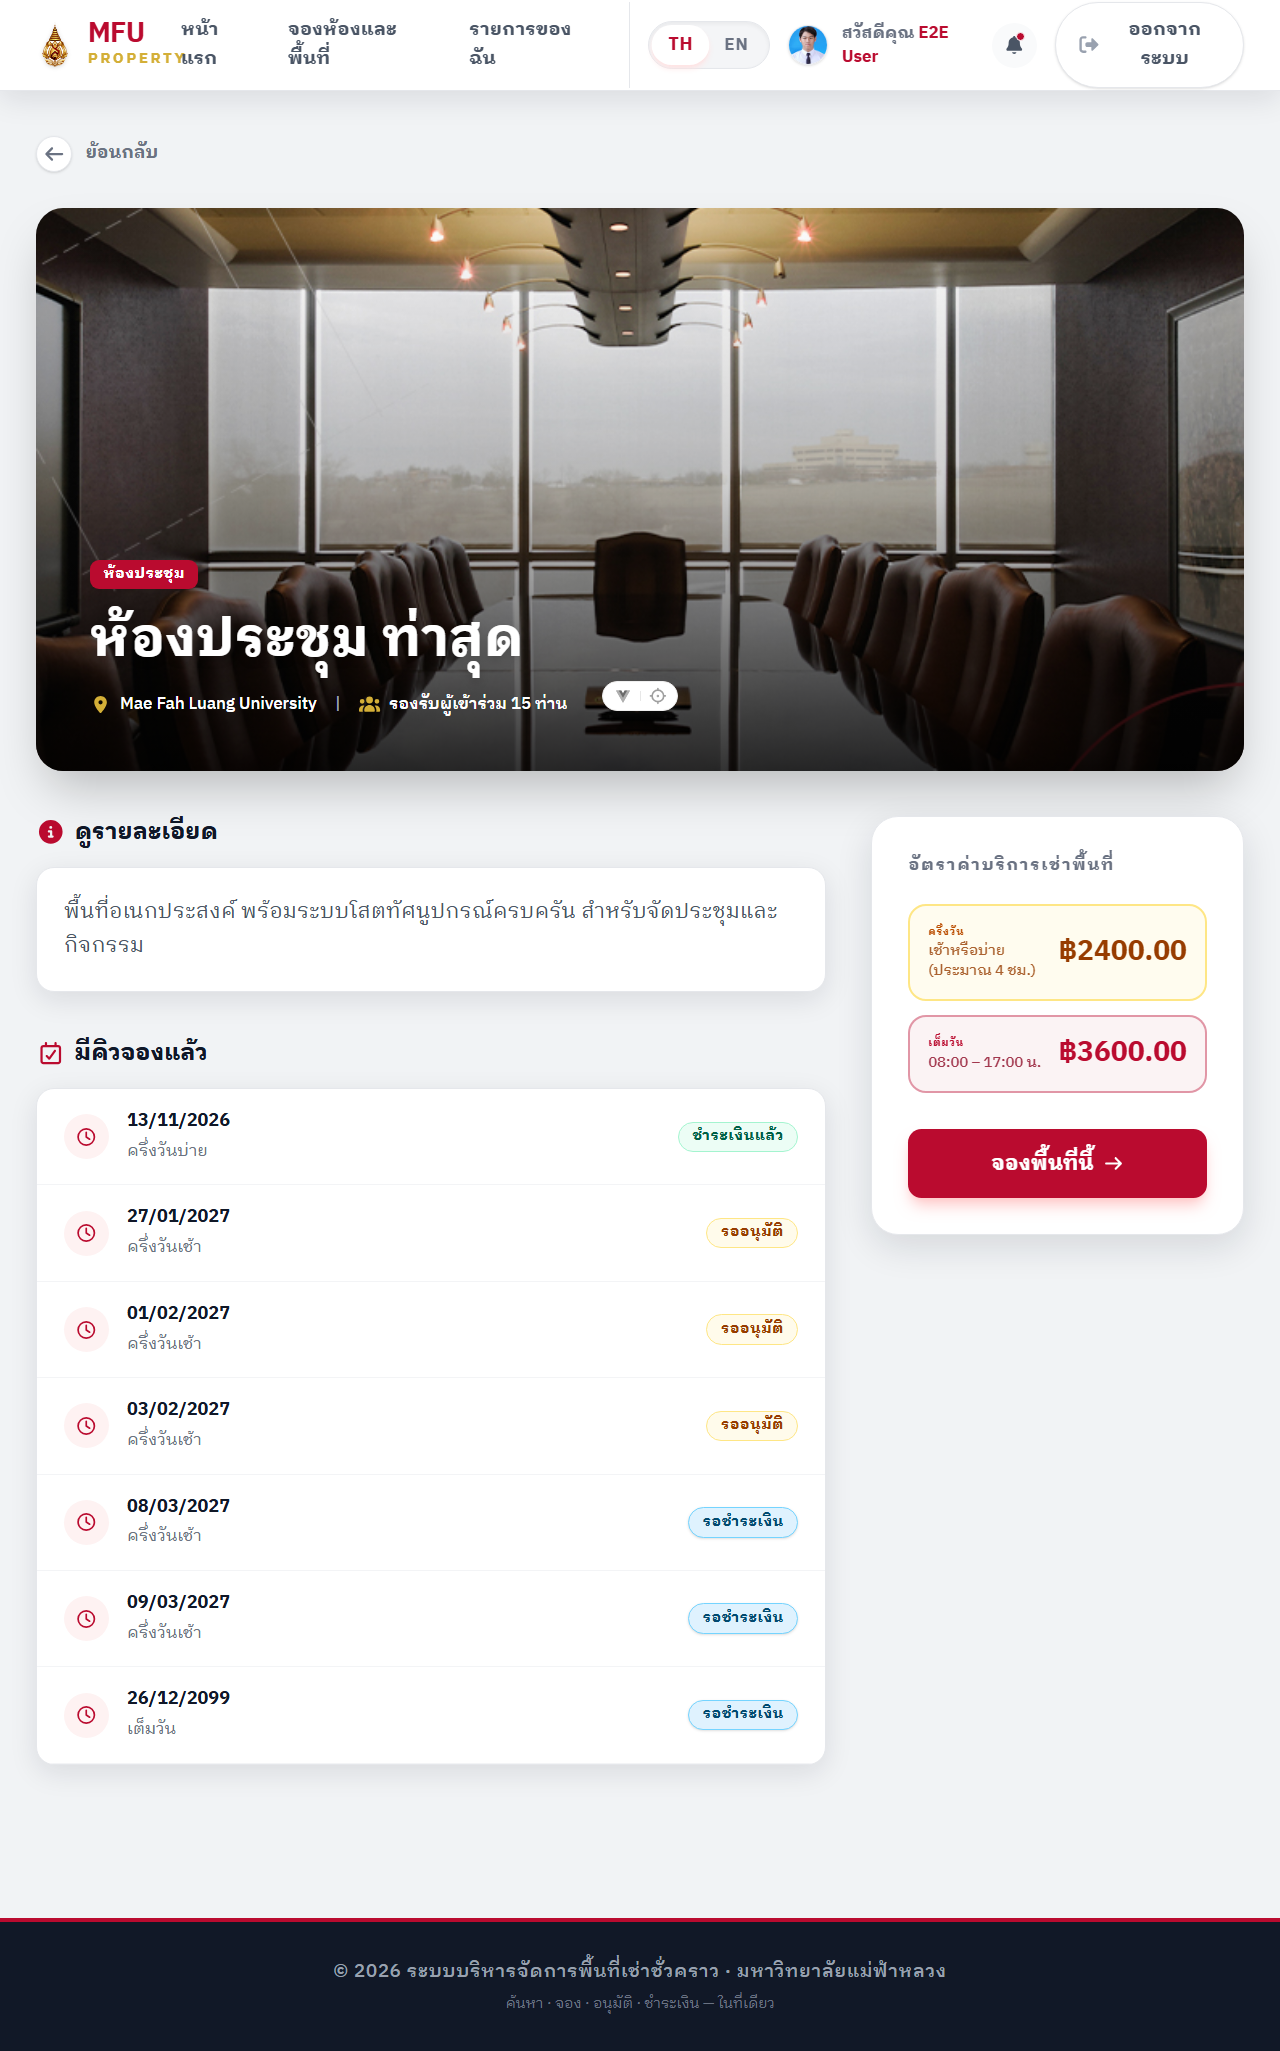 MFU
PROPERTY
หน้า
แรก
จองห้องและ
พื้นที่
รายการของ
ฉัน
TH
EN
สวัสดีคุณ E2E
User
ออกจาก
ระบบ
ย้อนกลับ
ห้องประชุม
ห้องประชุม ท่าสุด
Mae Fah Luang University | รองรับผู้เข้าร่วม 15 ท่าน
ดูรายละเอียด
พื้นที่อเนกประสงค์ พร้อมระบบโสตทัศนูปกรณ์ครบครัน สำหรับจัดประชุมและ
กิจกรรม
มีคิวจองแล้ว
13/11/2026
ครึ่งวันบ่าย
ชำระเงินแล้ว
27/01/2027
ครึ่งวันเช้า
รออนุมัติ
01/02/2027
ครึ่งวันเช้า
รออนุมัติ
03/02/2027
ครึ่งวันเช้า
รออนุมัติ
08/03/2027
ครึ่งวันเช้า
รอชำระเงิน
09/03/2027
ครึ่งวันเช้า
รอชำระเงิน
26/12/2099
เต็มวัน
รอชำระเงิน
อัตราค่าบริการเช่าพื้นที่
ครึ่งวัน
เช้าหรือบ่าย
(ประมาณ 4 ชม.)
฿2400.00
เต็มวัน
08:00 – 17:00 น.
฿3600.00
จองพื้นที่นี้ →
© 2026 ระบบบริหารจัดการพื้นที่เช่าชั่วคราว · มหาวิทยาลัยแม่ฟ้าหลวง
ค้นหา · จอง · อนุมัติ · ชำระเงิน — ในที่เดียว